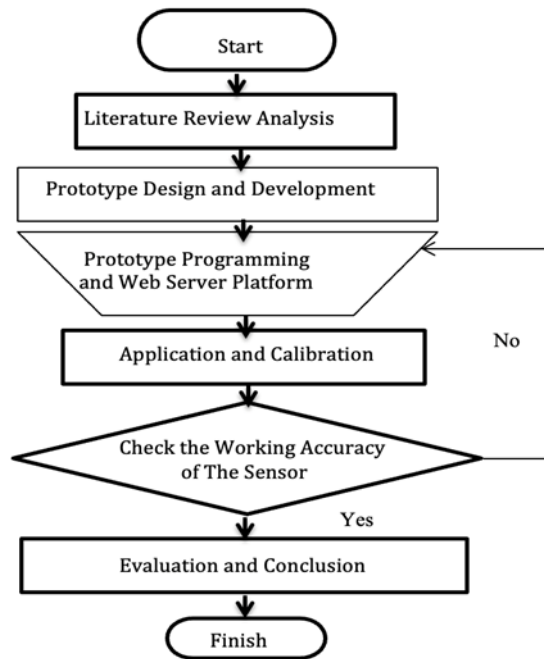 Start
Literature Review Analysis
Prototype Design and Development
Prototype Programming
and Web Server Platform
No
Application and Calibration
Check the Working Accuracy
of The Sensor
Yes
Evaluation and Conclusion
Finish